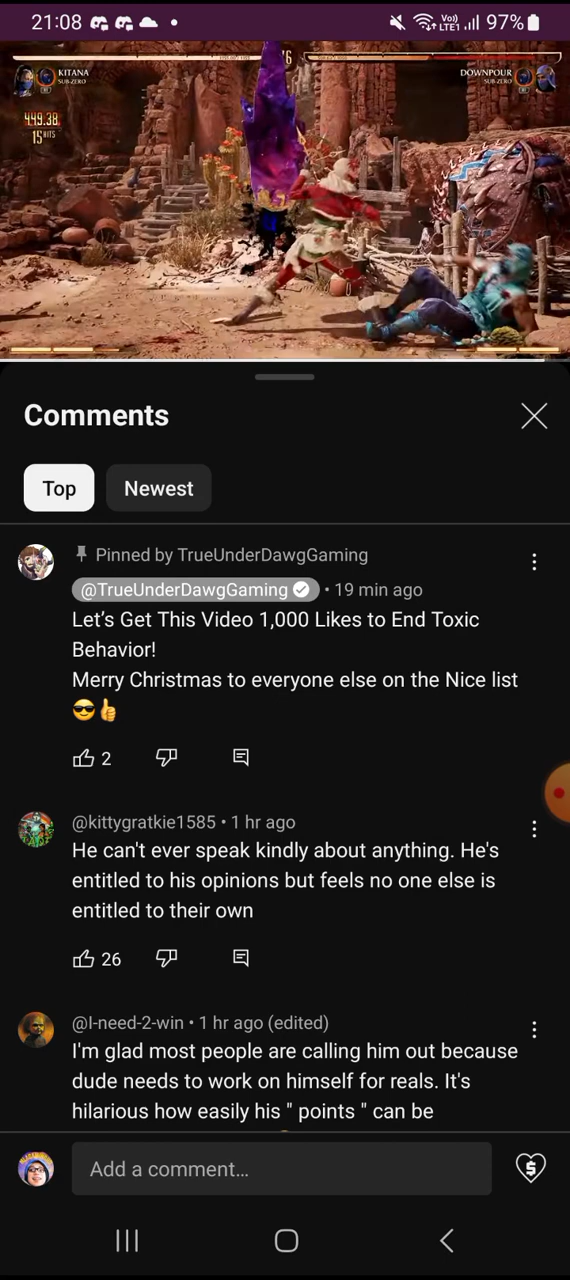 21:08
Vo))
LTE1
97%
KITANA
SUB-ZERO
DOWNPOUR
SUB-ZERO
449.38
15 HITS
Comments
Top
Newest
Pinned by TrueUnderDawgGaming
@TrueUnderDawgGaming • 19 min ago
Let’s Get This Video 1,000 Likes to End Toxic
Behavior!
Merry Christmas to everyone else on the Nice list
😎👍
2
@kittygratkie1585 • 1 hr ago
He can't ever speak kindly about anything. He's
entitled to his opinions but feels no one else is
entitled to their own
26
@I-need-2-win • 1 hr ago (edited)
I'm glad most people are calling him out because
dude needs to work on himself for reals. It's
hilarious how easily his " points " can be
Add a comment...